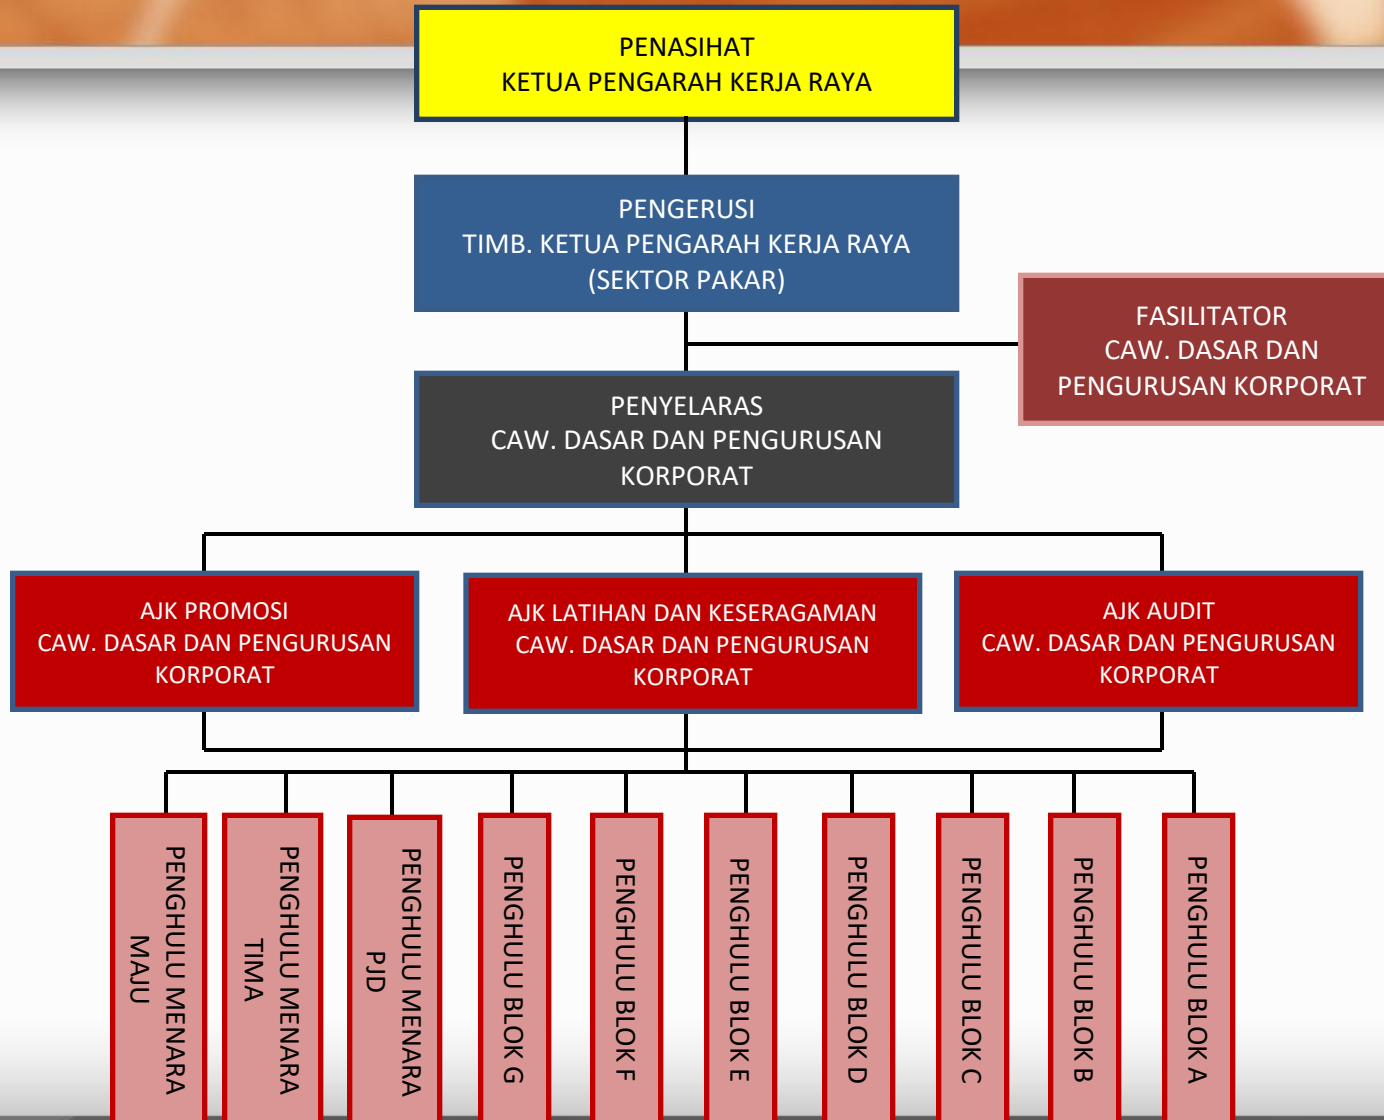 PENASIHAT
KETUA PENGARAH KERJA RAYA
PENGERUSI
TIMB. KETUA PENGARAH KERJA RAYA
(SEKTOR PAKAR)
FASILITATOR
CAW. DASAR DAN
PENGURUSAN KORPORAT
PENYELARAS
CAW. DASAR DAN PENGURUSAN
KORPORAT
AJK PROMOSI
CAW. DASAR DAN PENGURUSAN
KORPORAT
AJK LATIHAN DAN KESERAGAMAN
CAW. DASAR DAN PENGURUSAN
KORPORAT
AJK AUDIT
CAW. DASAR DAN PENGURUSAN
KORPORAT
PENGHULU MENARA
MAJU
PENGHULU MENARA
TIMA
PENGHULU MENARA
PJD
PENGHULU BLOK G
PENGHULU BLOK F
PENGHULU BLOK E
PENGHULU BLOK D
PENGHULU BLOK C
PENGHULU BLOK B
PENGHULU BLOK A